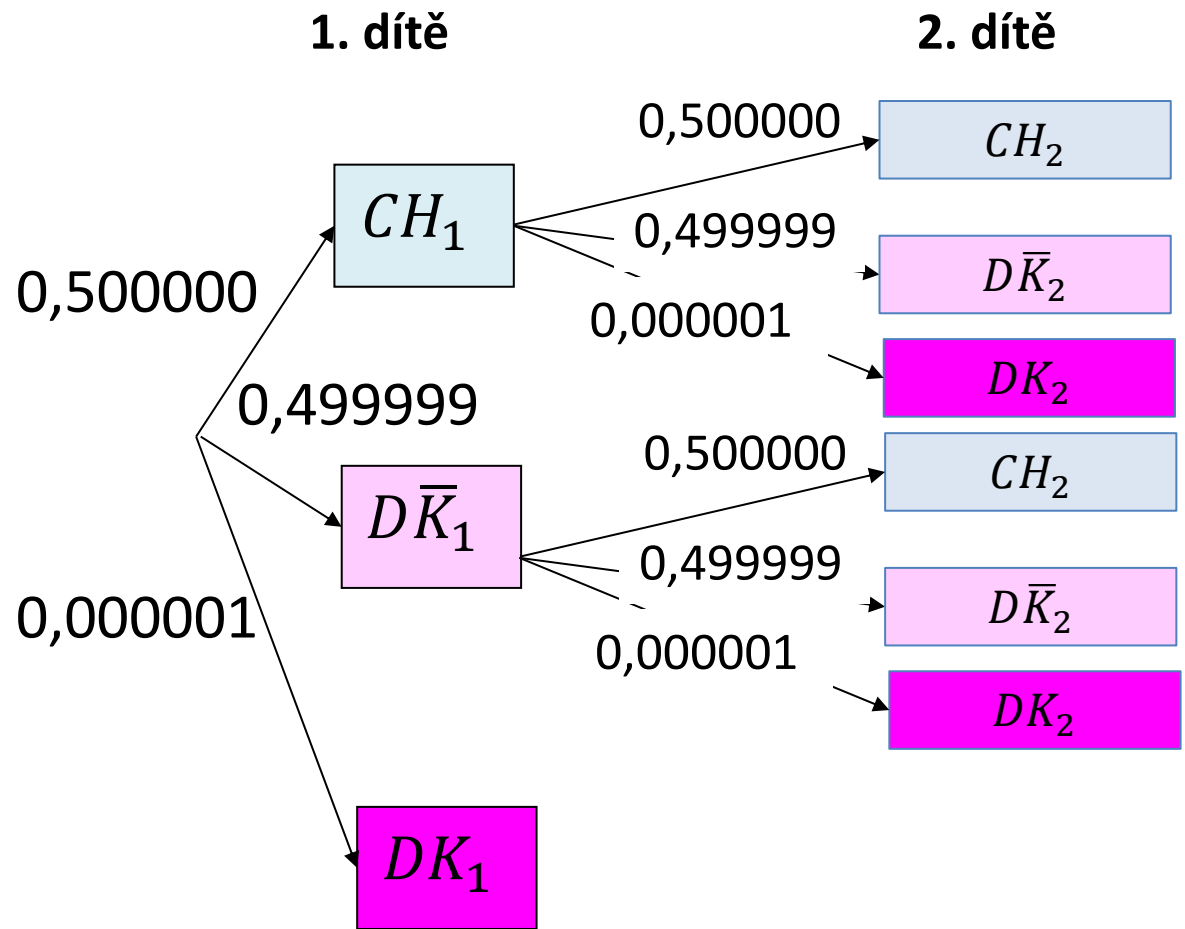 1. dítě
2. dítě
0,500000
CH₂
CH₁
0,499999
DK̅₂
0,500000
0,000001
DK₂
0,499999
0,500000
CH₂
DK̅₁
0,499999
DK̅₂
0,000001
0,000001
DK₂
DK₁